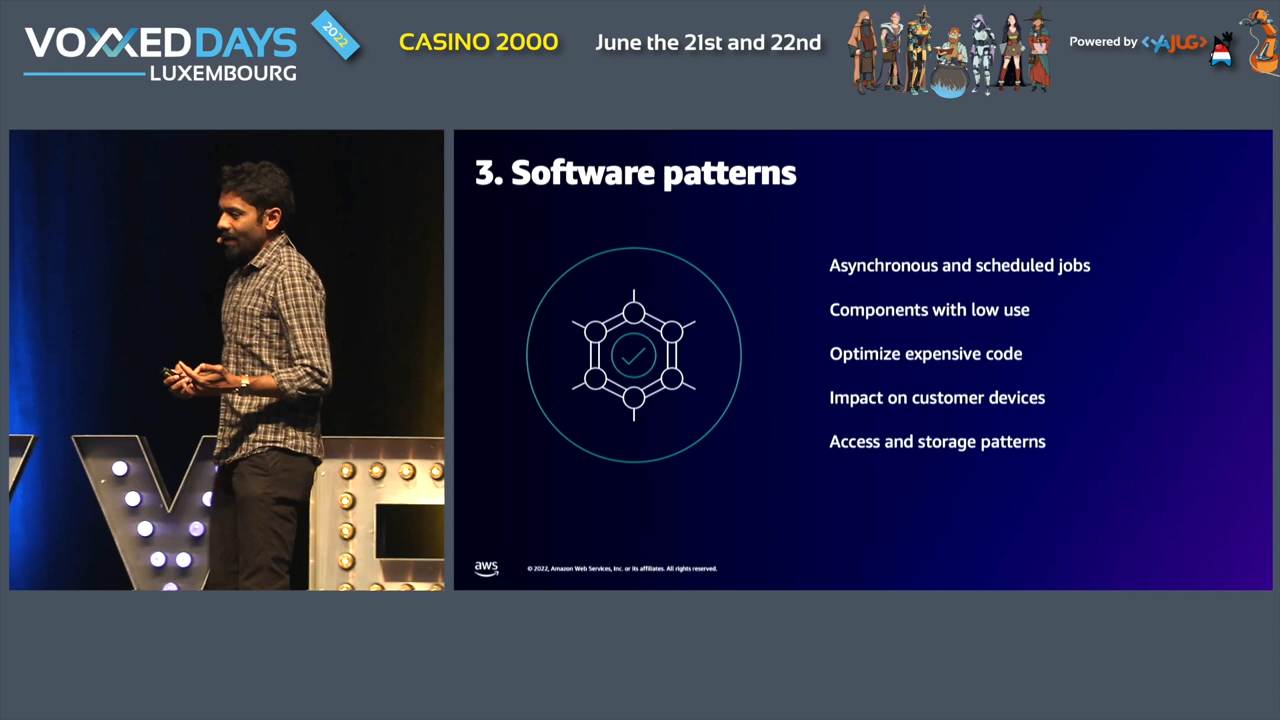 VOXXED DAYS
LUXEMBOURG
2022
CASINO 2000
June the 21st and 22nd
Powered by <YAJUG>
3. Software patterns
Asynchronous and scheduled jobs
Components with low use
Optimize expensive code
Impact on customer devices
Access and storage patterns
aws
© 2022, Amazon Web Services, Inc. or its affiliates. All rights reserved.